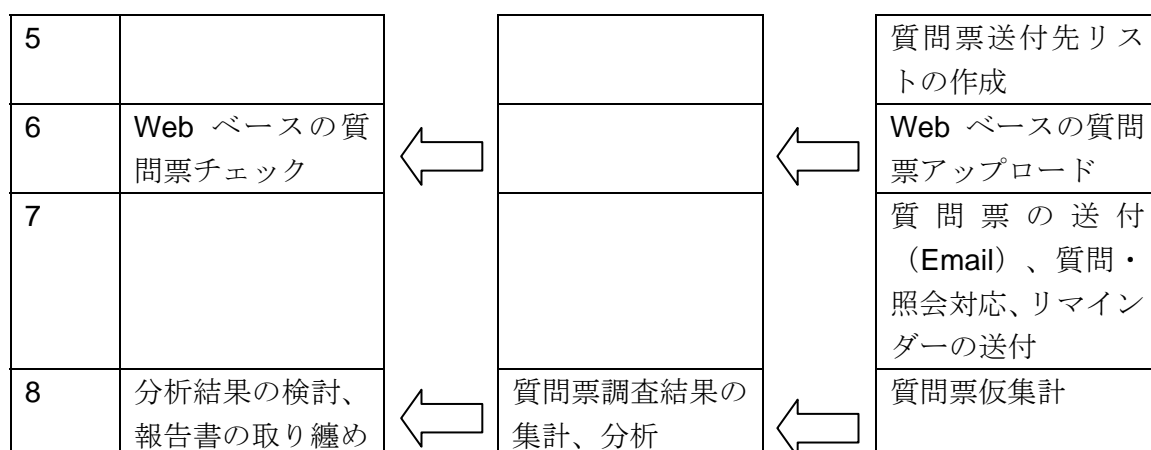 5
質問票送付先リス
トの作成
6
Web ベースの質
問票チェック
Web ベースの質問
票アップロード
7
質問票の送付
（Email）、質問・
照会対応、リマイン
ダーの送付
8
分析結果の検討、
報告書の取り纏め
質問票調査結果の
集計、分析
質問票仮集計